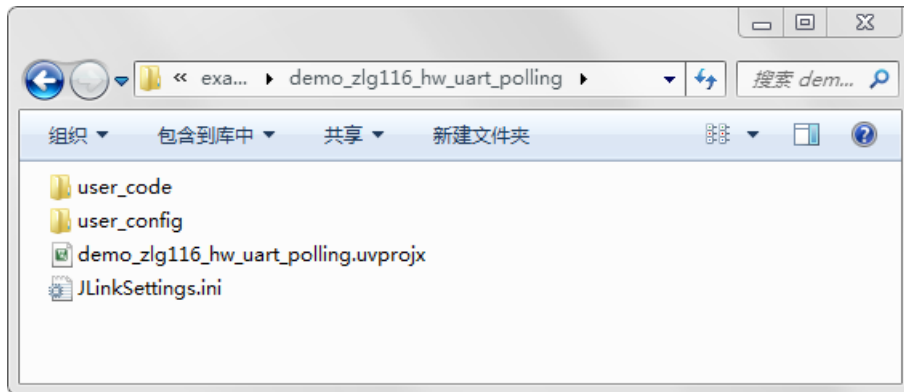 « exa... ▸ demo_zlg116_hw_uart_polling ▸ 搜索 dem...
组织 包含到库中 共享 新建文件夹
user_code
user_config
demo_zlg116_hw_uart_polling.uvprojx
JLinkSettings.ini